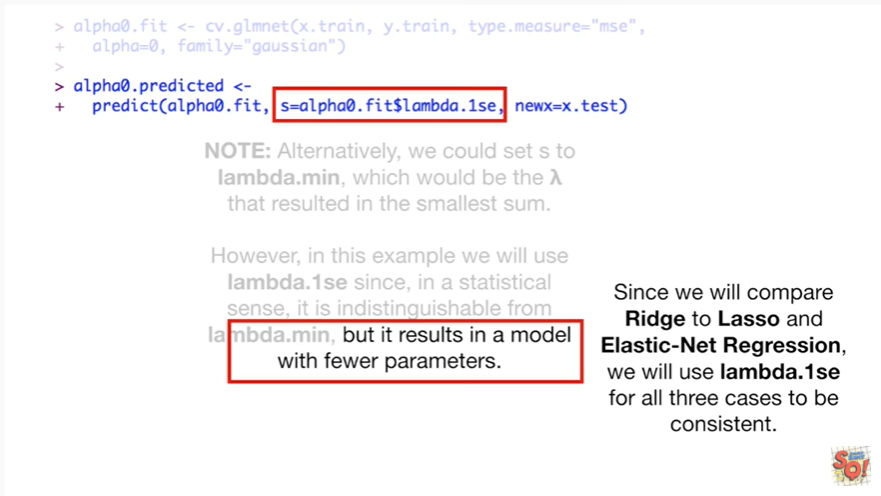 > alpha0.fit <- cv.glmnet(x.train, y.train, type.measure="mse",
+ alpha=0, family="gaussian")
>
> alpha0.predicted <-
+ predict(alpha0.fit, s=alpha0.fit$lambda.1se, newx=x.test)
NOTE: Alternatively, we could set s to
lambda.min, which would be the λ
that resulted in the smallest sum.
However, in this example we will use
lambda.1se since, in a statistical
sense, it is indistinguishable from
lambda.min, but it results in a model
with fewer parameters.
Since we will compare
Ridge to Lasso and
Elastic-Net Regression,
we will use lambda.1se
for all three cases to be
consistent.
SQ!